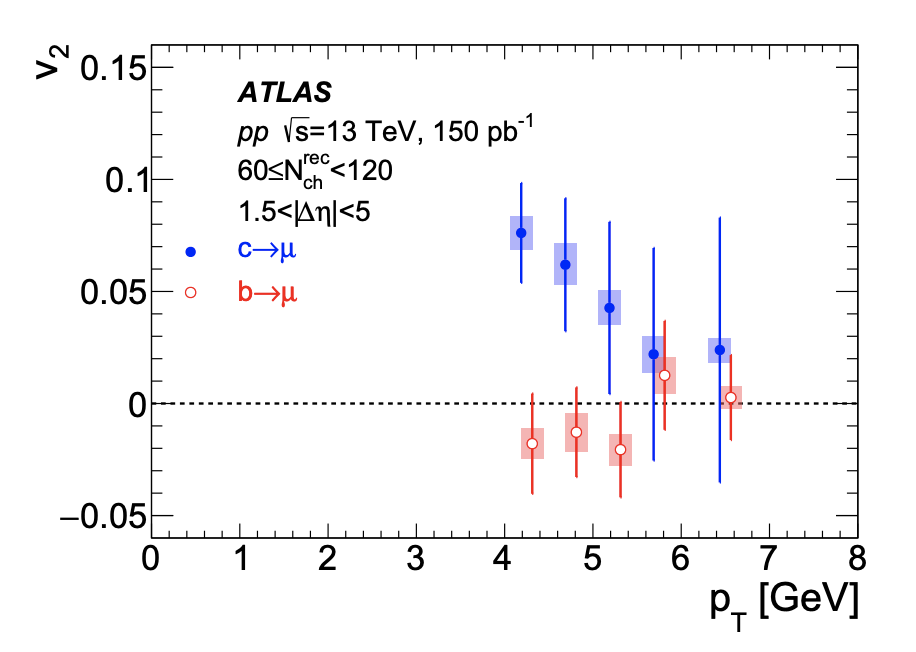 v2
0.15
0.1
0.05
0
−0.05
ATLAS
pp √s=13 TeV, 150 pb-1
60≤Nchrec<120
1.5<|Δη|<5
c→μ
b→μ
0 1 2 3 4 5 6 7 8
pT [GeV]